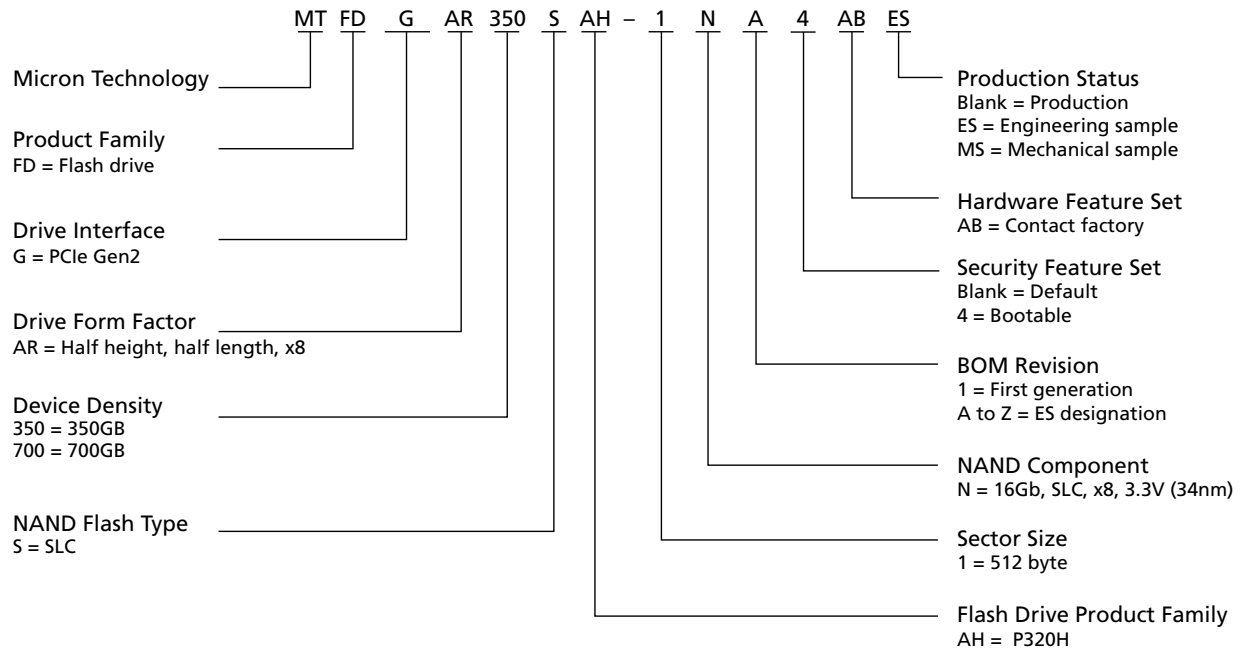 MT FD G AR 350 S AH – 1 N A 4 AB ES
Micron Technology
Product Family
FD = Flash drive
Drive Interface
G = PCIe Gen2
Drive Form Factor
AR = Half height, half length, x8
Device Density
350 = 350GB
700 = 700GB
NAND Flash Type
S = SLC
Production Status
Blank = Production
ES = Engineering sample
MS = Mechanical sample
Hardware Feature Set
AB = Contact factory
Security Feature Set
Blank = Default
4 = Bootable
BOM Revision
1 = First generation
A to Z = ES designation
NAND Component
N = 16Gb, SLC, x8, 3.3V (34nm)
Sector Size
1 = 512 byte
Flash Drive Product Family
AH = P320H